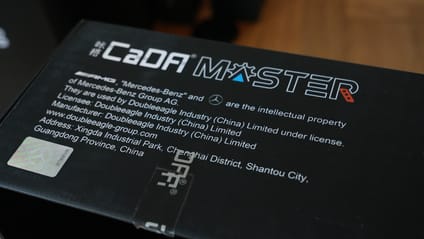 咔搭 CaDA MASTER
AMG, "Mercedes-Benz" and are the intellectual property
of Mercedes-Benz Group AG.
They are used by Doubleeagle Industry (China) Limited under license.
Licensee: Doubleeagle Industry (China) Limited
Manufacturer: Doubleeagle Industry (China) Limited
www.doubleeagle-group.com
Address: Xingda Industrial Park, Chenghai District, Shantou City,
Guangdong Province, China